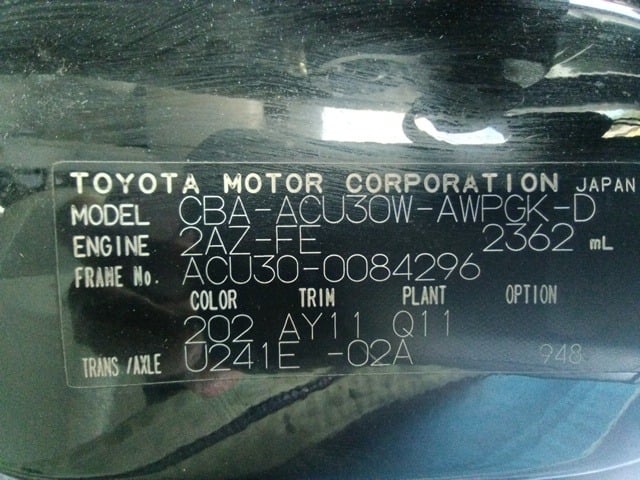 TOYOTA MOTOR CORPORATION JAPAN
MODEL CBA-ACU30W-AWPGK-D
ENGINE 2AZ-FE 2362 mL
FRAME No. ACU30-0084296
COLOR TRIM PLANT OPTION
202 AY11 Q11
TRANS/AXLE U241E -02A 948